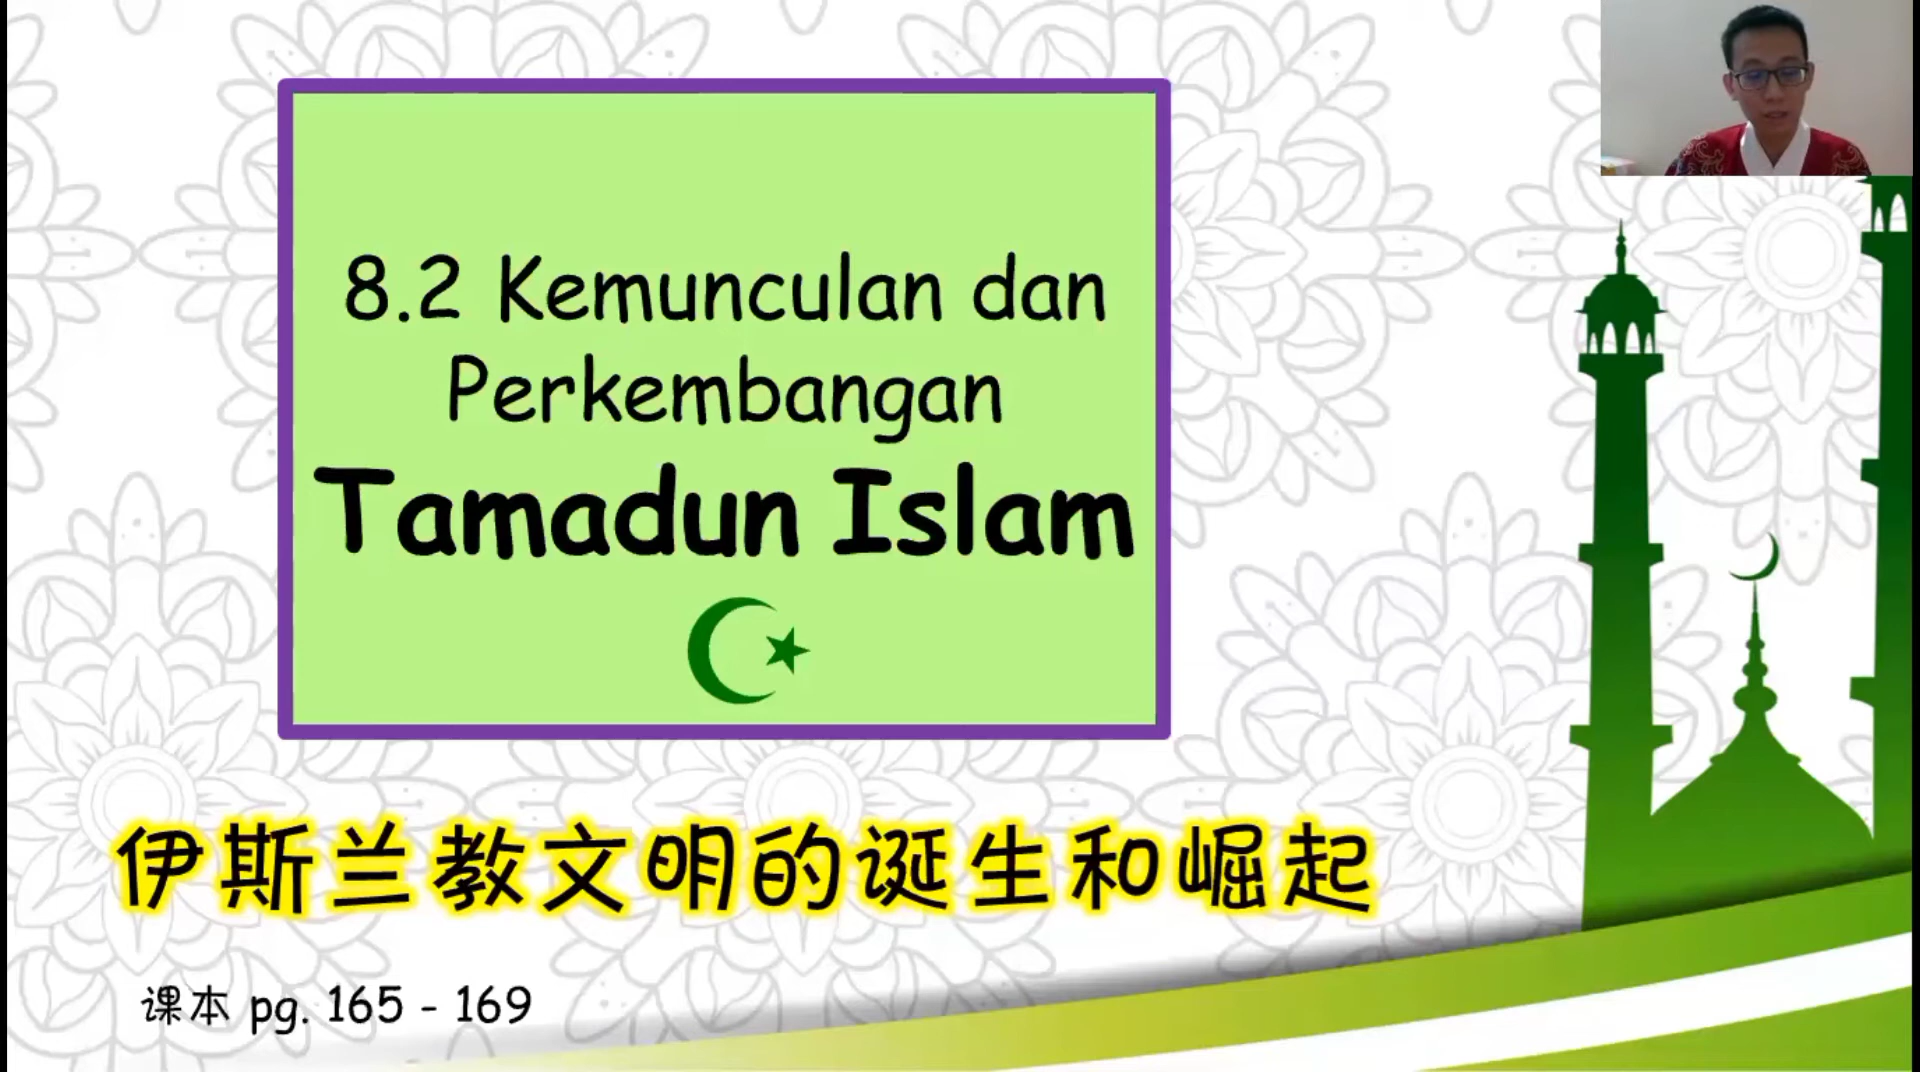 8.2 Kemunculan dan
Perkembangan
Tamadun Islam
伊斯兰教文明的诞生和崛起
课本 pg. 165 - 169